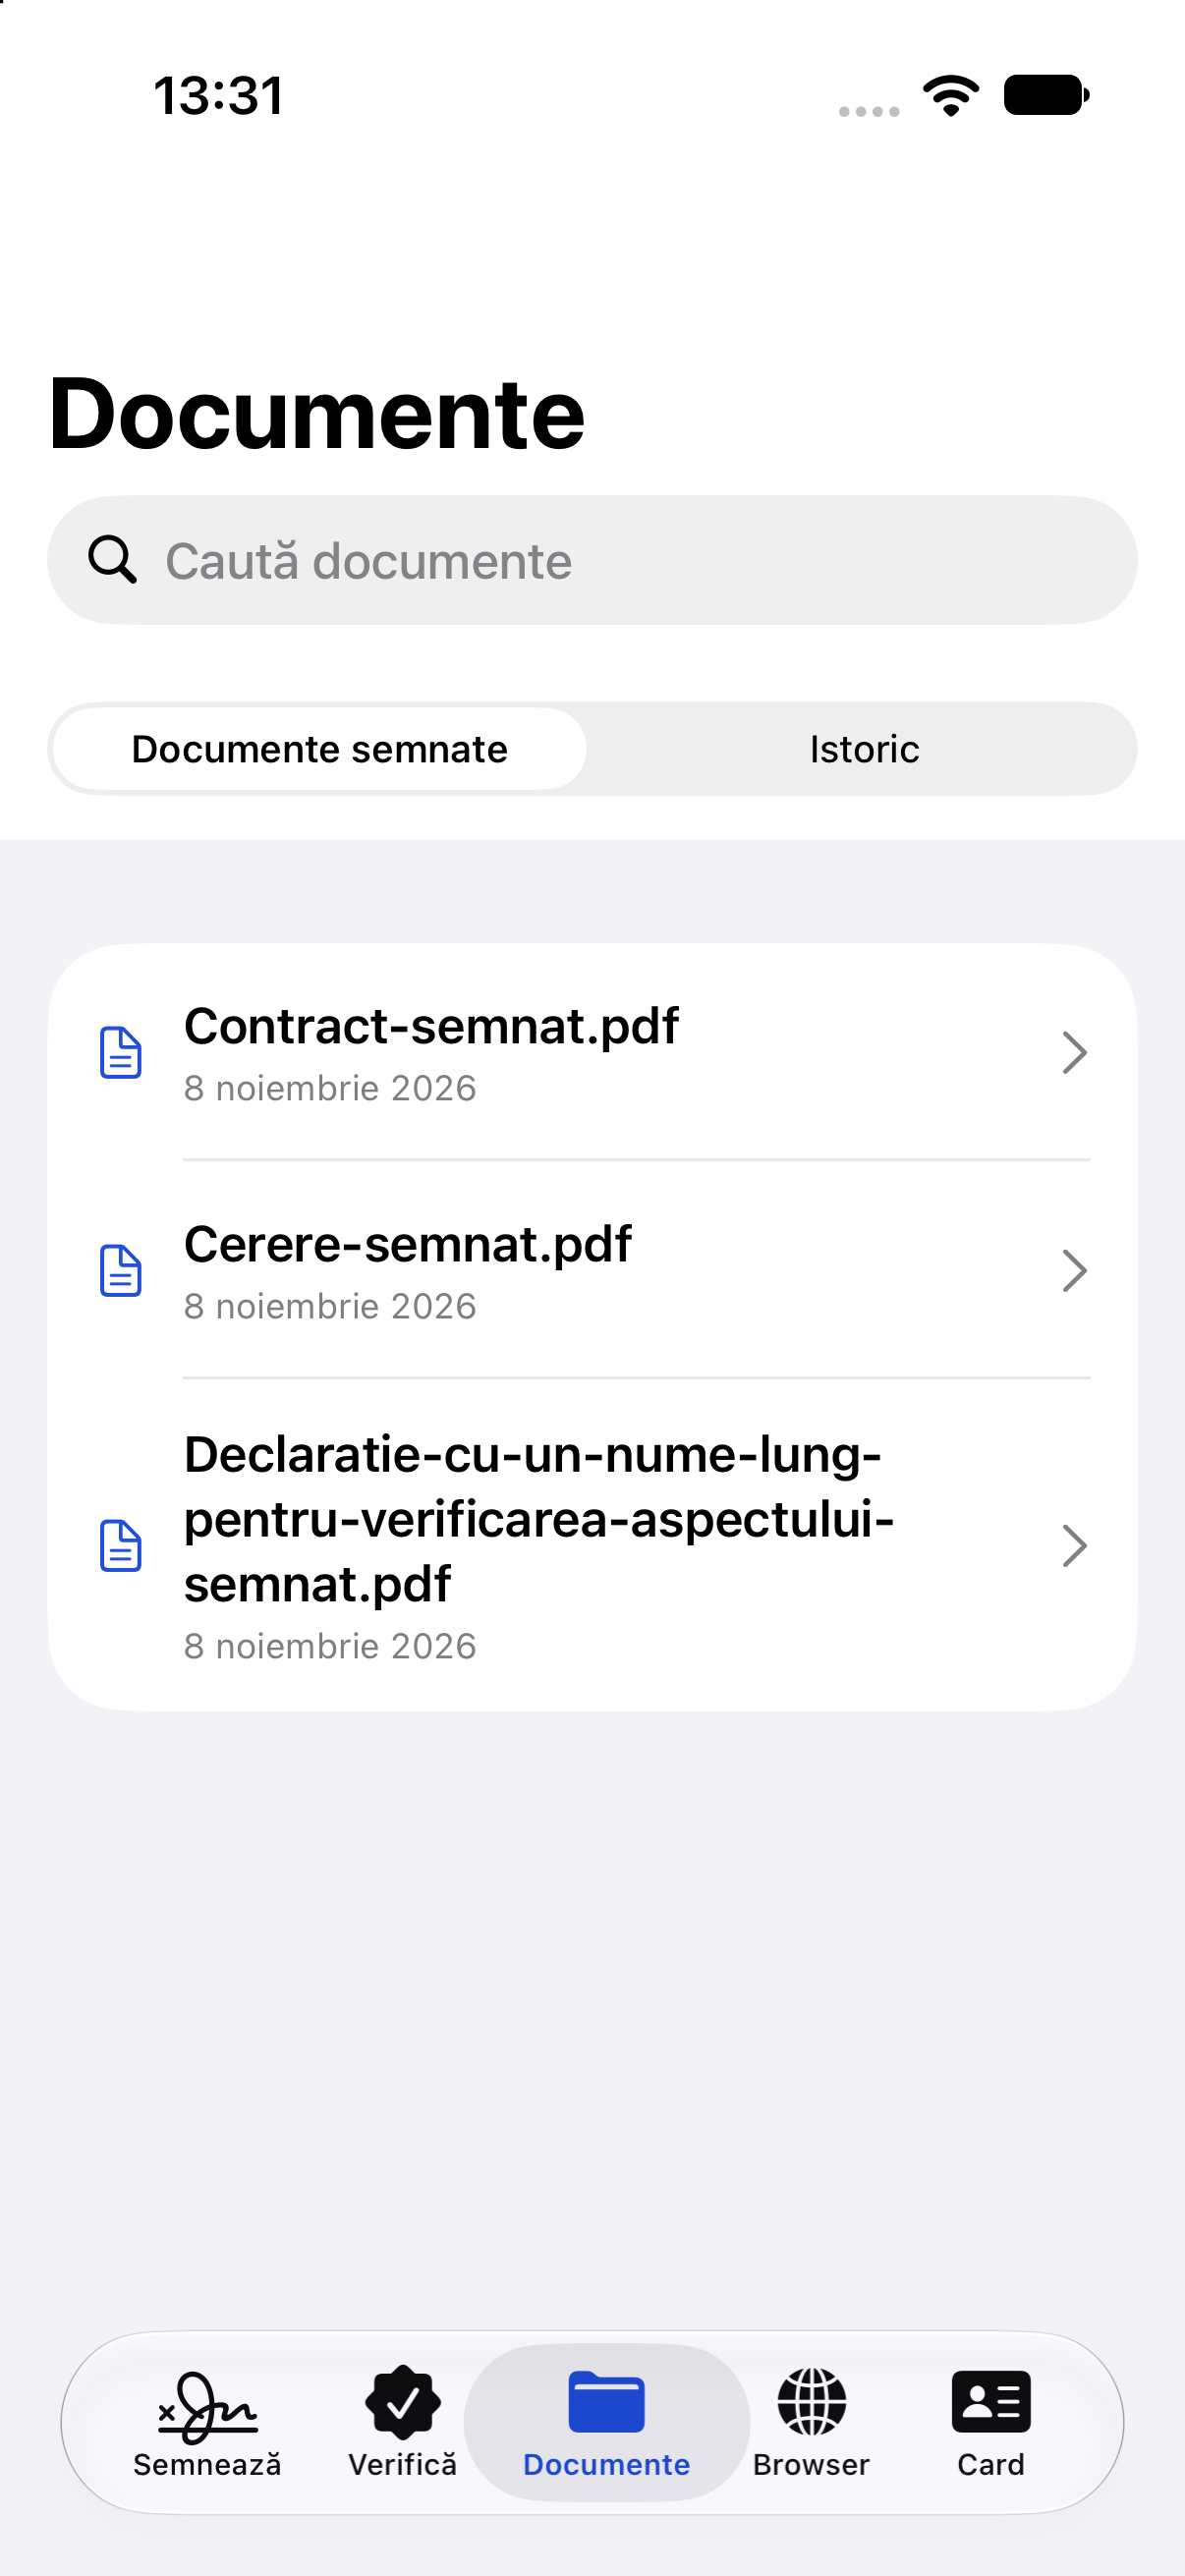 13:31
Documente
Caută documente
Documente semnate
Istoric
Contract-semnat.pdf
8 noiembrie 2026
Cerere-semnat.pdf
8 noiembrie 2026
Declaratie-cu-un-nume-lung-
pentru-verificarea-aspectului-
semnat.pdf
8 noiembrie 2026
Semnează
Verifică
Documente
Browser
Card